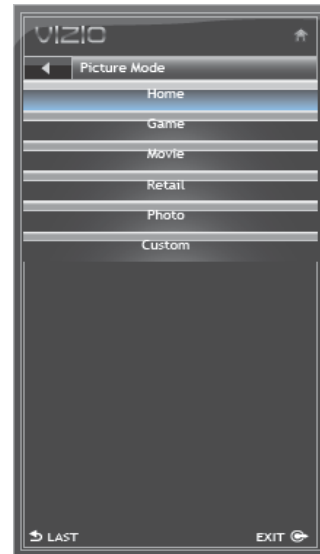 VIZIO
Picture Mode
Home
Game
Movie
Retail
Photo
Custom
LAST
EXIT